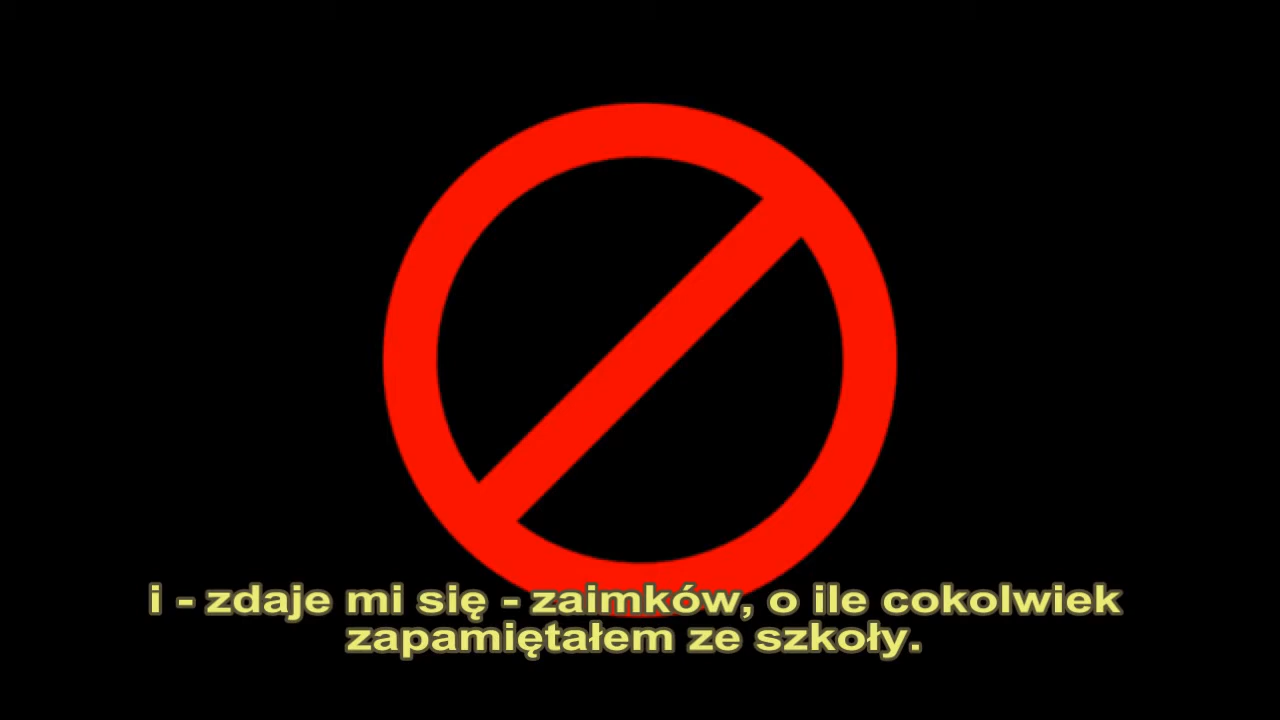 i - zdaje mi się - zaimków, o ile cokolwiek
zapamiętałem ze szkoły.